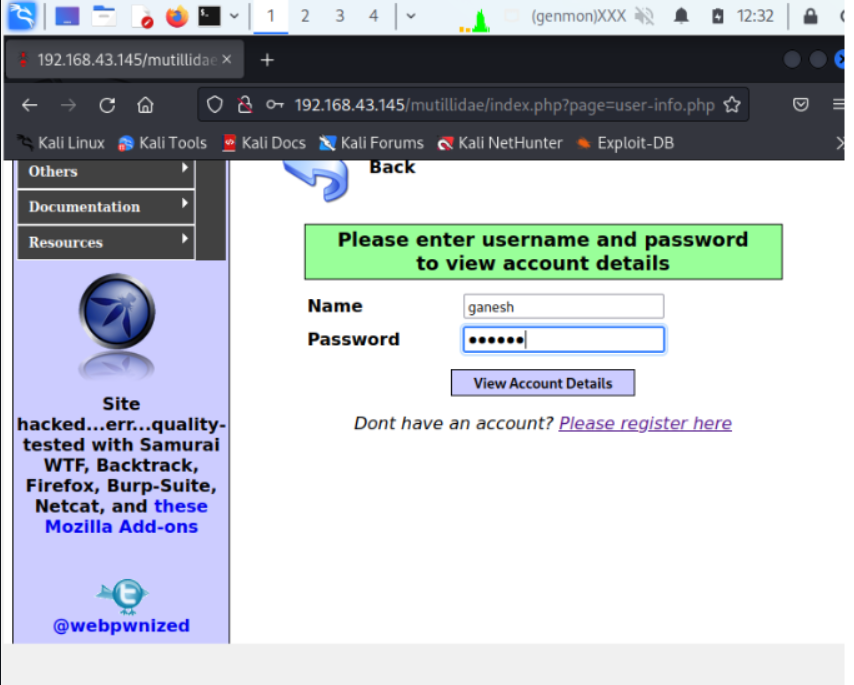 1 2 3 4 (genmon)XXX 12:32
192.168.43.145/mutillidae
192.168.43.145/mutillidae/index.php?page=user-info.php
Kali Linux Kali Tools Kali Docs Kali Forums Kali NetHunter Exploit-DB
Others
Documentation
Resources
Site
hacked...err...quality-
tested with Samurai
WTF, Backtrack,
Firefox, Burp-Suite,
Netcat, and these
Mozilla Add-ons
@webpwnized
Back
Please enter username and password
to view account details
Name ganesh
Password ••••••
View Account Details
Dont have an account? Please register here